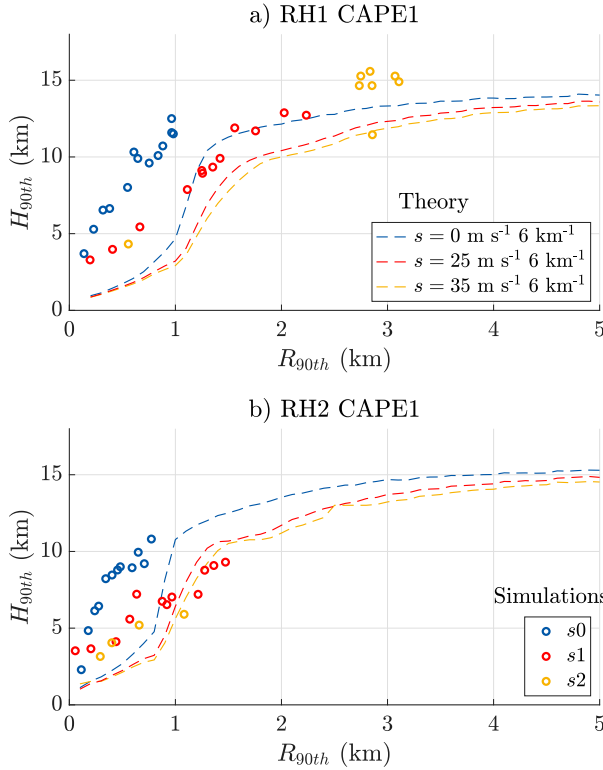 a) RH1 CAPE1
15
10
5
0
H90th (km)
Theory
s = 0 m s-1 6 km-1
s = 25 m s-1 6 km-1
s = 35 m s-1 6 km-1
0 1 2 3 4 5
R90th (km)
b) RH2 CAPE1
15
10
5
0
H90th (km)
Simulations
s0
s1
s2
0 1 2 3 4 5
R90th (km)